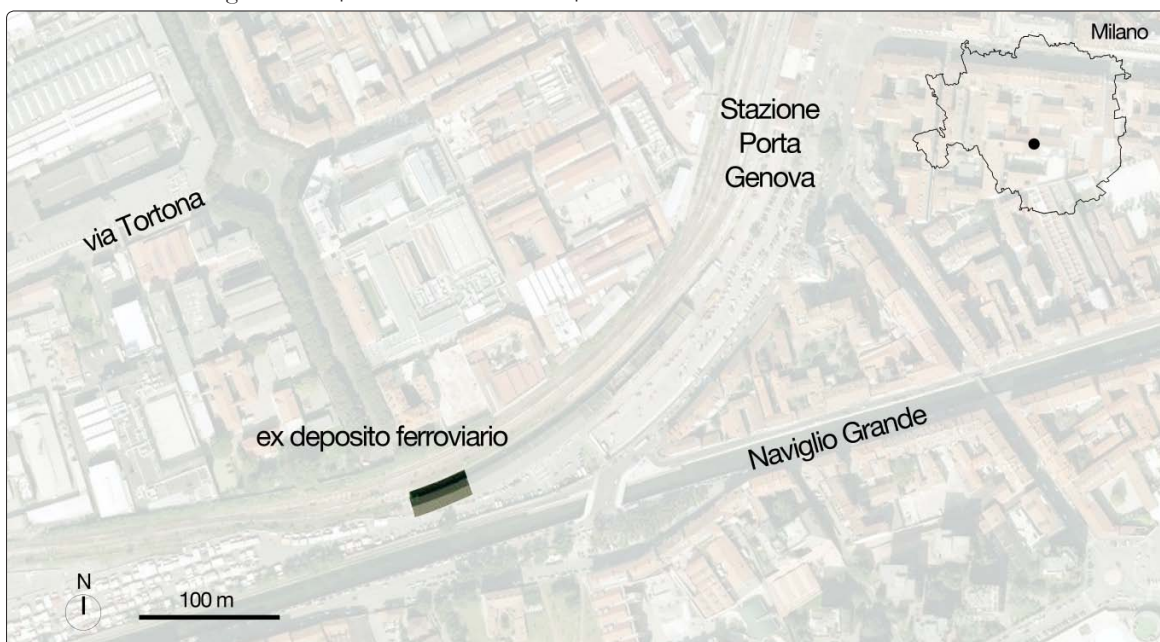 Milano
Stazione
Porta
Genova
via Tortona
ex deposito ferroviario
Naviglio Grande
N
100 m